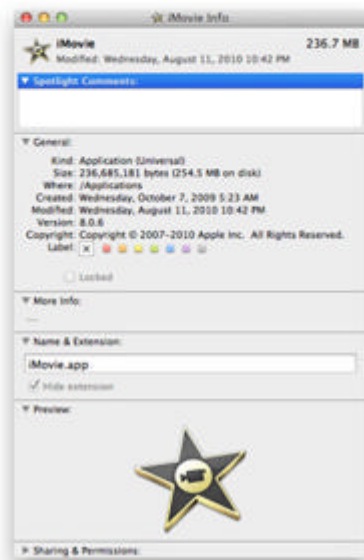 iMovie Info
iMovie 236.7 MB
Modified: Wednesday, August 11, 2010 10:42 PM
Spotlight Comments:
General:
Kind: Application (Universal)
Size: 236,685,181 bytes (254.5 MB on disk)
Where: /Applications
Created: Wednesday, October 7, 2009 5:23 AM
Modified: Wednesday, August 11, 2010 10:42 PM
Version: 8.0.6
Copyright: Copyright © 2007-2010 Apple Inc. All Rights Reserved.
Label:
Locked
More Info:
--
Name & Extension:
iMovie.app
Hide extension
Preview:
Sharing & Permissions: